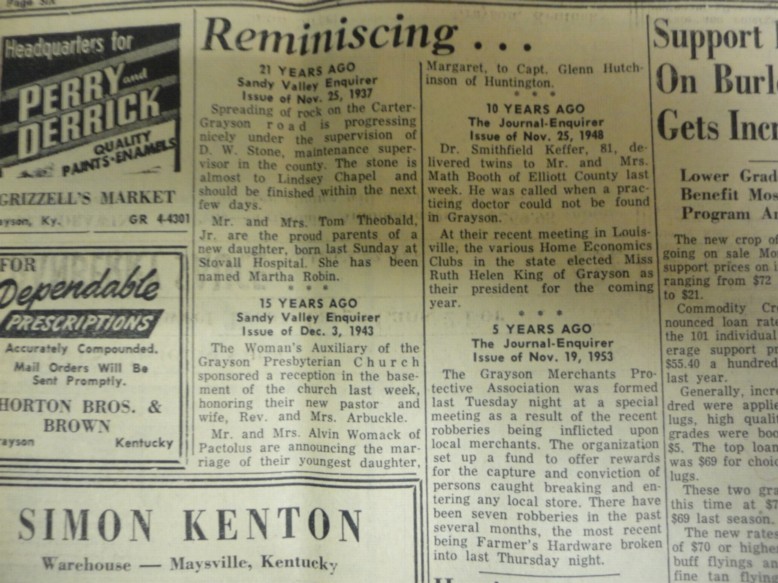 Page Six
Headquarters for
PERRY and
DERRICK
QUALITY
PAINTS-ENAMELS
GRIZZELL'S MARKET
ayson, Ky. GR 4-4301
FOR
Dependable
PRESCRIPTIONS
Accurately Compounded.
Mail Orders Will Be
Sent Promptly.
HORTON BROS. &
BROWN
ayson Kentucky
Reminiscing . . .
21 YEARS AGO
Sandy Valley Enquirer
Issue of Nov. 25, 1937
Spreading of rock on the Carter-
Grayson road is progressing
nicely under the supervision of
D. W. Stone, maintenance super-
visor in the county. The stone is
almost to Lindsey Chapel and
should be finished within the next
few days.
Mr. and Mrs. Tom Theobald,
Jr. are the proud parents of a
new daughter, born last Sunday at
Stovall Hospital. She has been
named Martha Robin.
* * *
15 YEARS AGO
Sandy Valley Enquirer
Issue of Dec. 3, 1943
The Woman's Auxiliary of the
Grayson Presbyterian Church
sponsored a reception in the base-
ment of the church last week,
honoring their new pastor and
wife, Rev. and Mrs. Arbuckle.
Mr. and Mrs. Alvin Womack of
Pactolus are announcing the mar-
riage of their youngest daughter,
Margaret, to Capt. Glenn Hutch-
inson of Huntington.
* * *
10 YEARS AGO
The Journal-Enquirer
Issue of Nov. 25, 1948
Dr. Smithfield Keffer, 81, de-
livered twins to Mr. and Mrs.
Math Booth of Elliott County last
week. He was called when a prac-
ticing doctor could not be found
in Grayson.
At their recent meeting in Louis-
ville, the various Home Economics
Clubs in the state elected Miss
Ruth Helen King of Grayson as
their president for the coming
year.
* * *
5 YEARS AGO
The Journal-Enquirer
Issue of Nov. 19, 1953
The Grayson Merchants Pro-
tective Association was formed
last Tuesday night at a special
meeting as a result of the recent
robberies being inflicted upon
local merchants. The organization
set up a fund to offer rewards
for the capture and conviction of
persons caught breaking and en-
tering any local store. There have
been seven robberies in the past
several months, the most recent
being Farmer's Hardware broken
into last Thursday night.
SIMON KENTON
Warehouse — Maysville, Kentucky
Support
On Burl
Gets Incr
Lower Grad
Benefit Mos
Program A
The new crop of
going on sale Mo
support prices on i
ranging from $72
to $21.
Commodity Cr
nounced loan rat
the 101 individual
erage support pr
$55.40 a hundred
last year.
Generally, incre
dred were applie
lugs, high qualit
grades were boo
$5. The top loan
was $69 for choi
lugs.
These two gra
this time at $7
$69 last season.
The new rates
of $70 or higher
buff flyings a
fine tan flyin